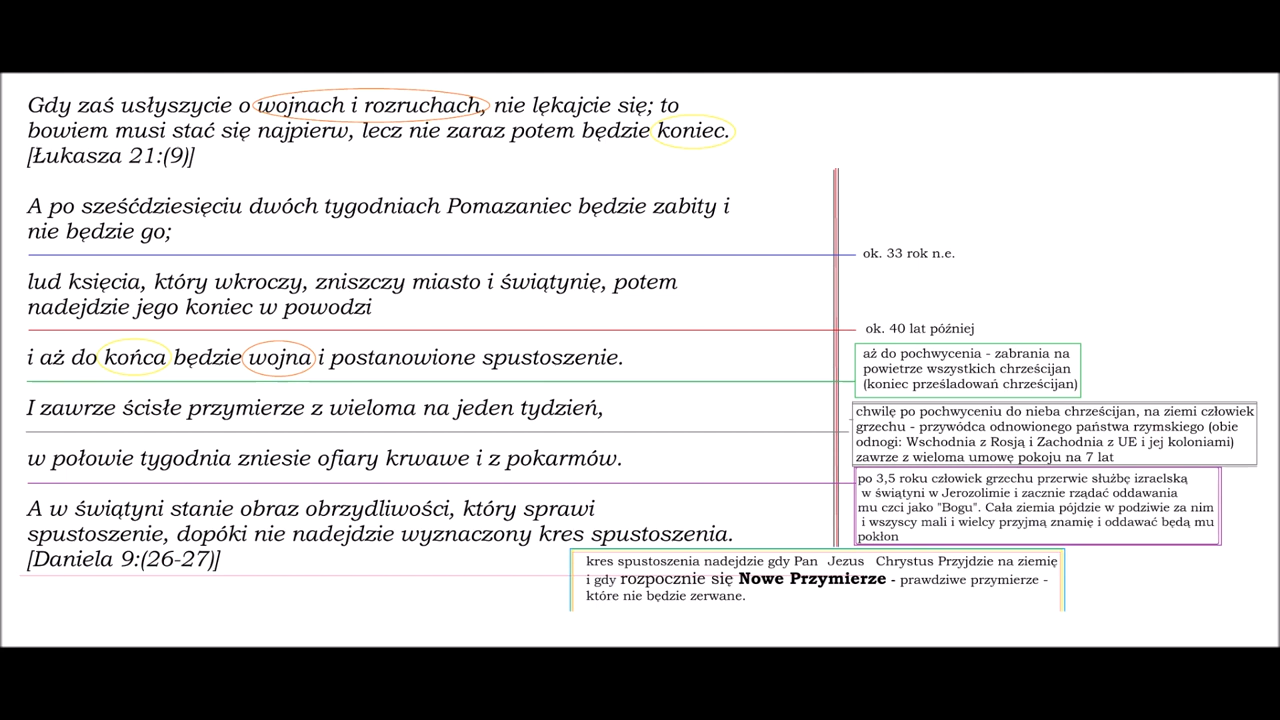 Gdy zaś usłyszycie o wojnach i rozruchach, nie lękajcie się; to
bowiem musi stać się najpierw, lecz nie zaraz potem będzie koniec.
[Łukasza 21:(9)]
A po sześćdziesięciu dwóch tygodniach Pomazaniec będzie zabity i
nie będzie go;
ok. 33 rok n.e.
lud księcia, który wkroczy, zniszczy miasto i świątynię, potem
nadejdzie jego koniec w powodzi
ok. 40 lat później
i aż do końca będzie wojna i postanowione spustoszenie.
aż do pochwycenia - zabrania na
powietrze wszystkich chrześcijan
(koniec prześladowań chrześcijan)
I zawrze ścisłe przymierze z wieloma na jeden tydzień,
chwilę po pochwyceniu do nieba chrześcijan, na ziemi człowiek
grzechu - przywódca odnowionego państwa rzymskiego (obie
odnogi: Wschodnia z Rosją i Zachodnia z UE i jej koloniami)
zawrze z wieloma umowę pokoju na 7 lat
w połowie tygodnia zniesie ofiary krwawe i z pokarmów.
po 3,5 roku człowiek grzechu przerwie służbę izraelską
w świątyni w Jerozolimie i zacznie rządać oddawania
mu czci jako "Bogu". Cała ziemia pójdzie w podziwie za nim
i wszyscy mali i wielcy przyjmą znamię i oddawać będą mu
pokłon
A w świątyni stanie obraz obrzydliwości, który sprawi
spustoszenie, dopóki nie nadejdzie wyznaczony kres spustoszenia.
[Daniela 9:(26-27)]
kres spustoszenia nadejdzie gdy Pan Jezus Chrystus Przyjdzie na ziemię
i gdy rozpocznie się Nowe Przymierze - prawdziwe przymierze -
które nie będzie zerwane.